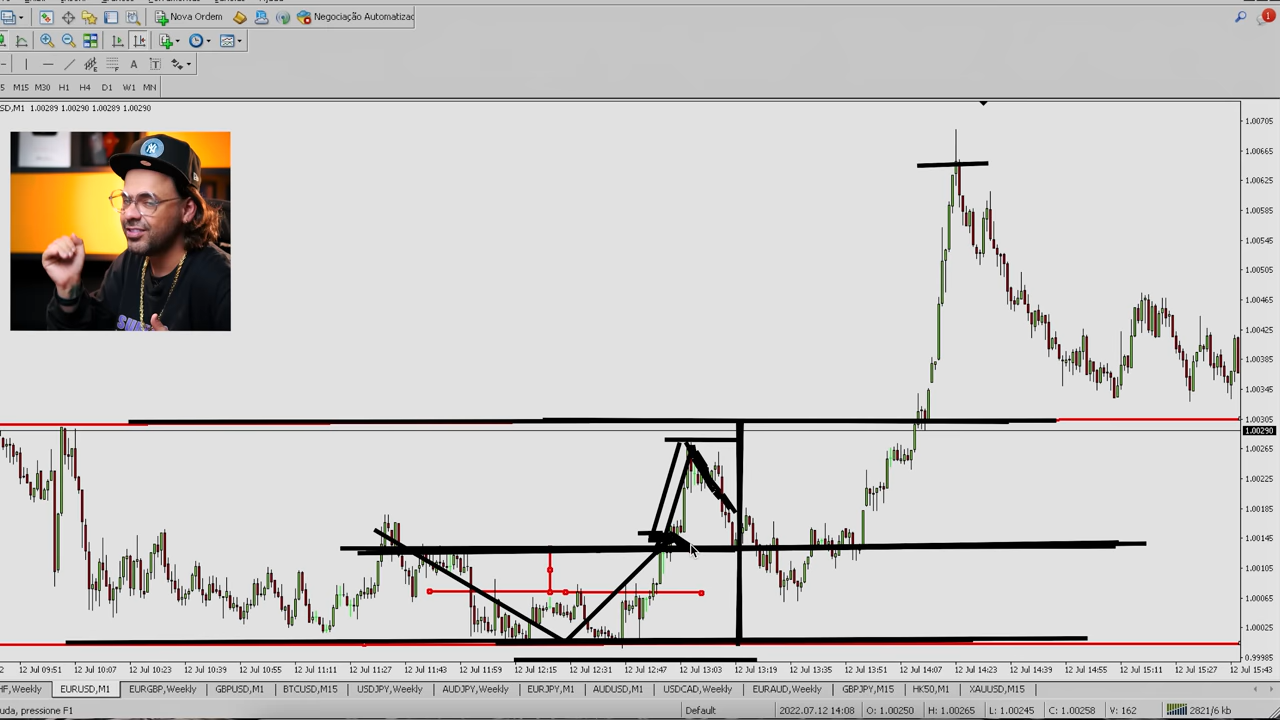 Nova Ordem
Negociação Automatizac
1
A
T
5 M15 M30 H1 H4 D1 W1 MN
SD,M1 1.00289 1.00290 1.00289 1.00290
1.00705
1.00665
1.00625
1.00585
1.00545
1.00505
1.00465
1.00425
1.00385
1.00345
1.00305
1.00290
1.00265
1.00225
1.00185
1.00145
1.00105
1.00065
1.00025
0.99985
2 12 Jul 09:51 12 Jul 10:07 12 Jul 10:23 12 Jul 10:39 12 Jul 10:55 12 Jul 11:11 12 Jul 11:27 12 Jul 11:43 12 Jul 11:59 12 Jul 12:15 12 Jul 12:31 12 Jul 12:47 12 Jul 13:03 12 Jul 13:19 12 Jul 13:35 12 Jul 13:51 12 Jul 14:07 12 Jul 14:23 12 Jul 14:39 12 Jul 14:55 12 Jul 15:11 12 Jul 15:27 12 Jul 15:43
HF,Weekly EURUSD,M1 EURGBP,Weekly GBPUSD,M1 BTCUSD,M15 USDJPY,Weekly AUDJPY,Weekly EURJPY,M1 AUDUSD,M1 USDCAD,Weekly EURAUD,Weekly GBPJPY,M15 HK50,M1 XAUUSD,M15
uda, pressione F1 Default 2022.07.12 14:08 O: 1.00250 H: 1.00265 L: 1.00245 C: 1.00258 V: 162 2821/6 kb